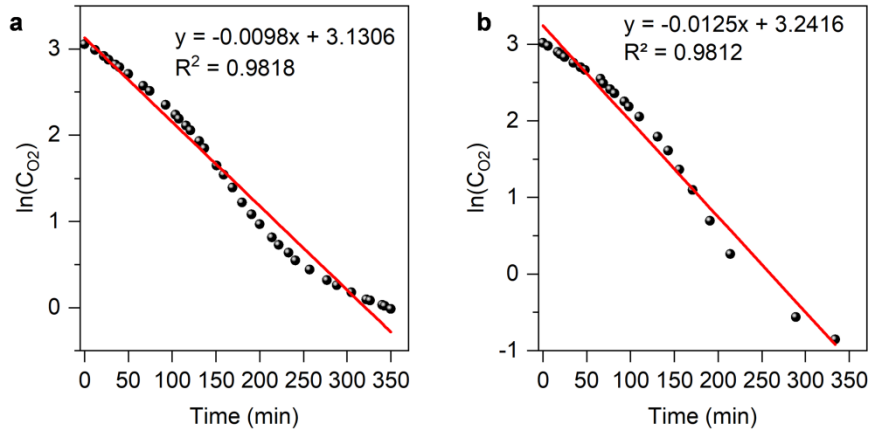 a
y = -0.0098x + 3.1306
R² = 0.9818
3
2
1
0
ln(C_O2)
0 50 100 150 200 250 300 350
Time (min)
b
y = -0.0125x + 3.2416
R² = 0.9812
3
2
1
0
-1
ln(C_O2)
0 50 100 150 200 250 300 350
Time (min)